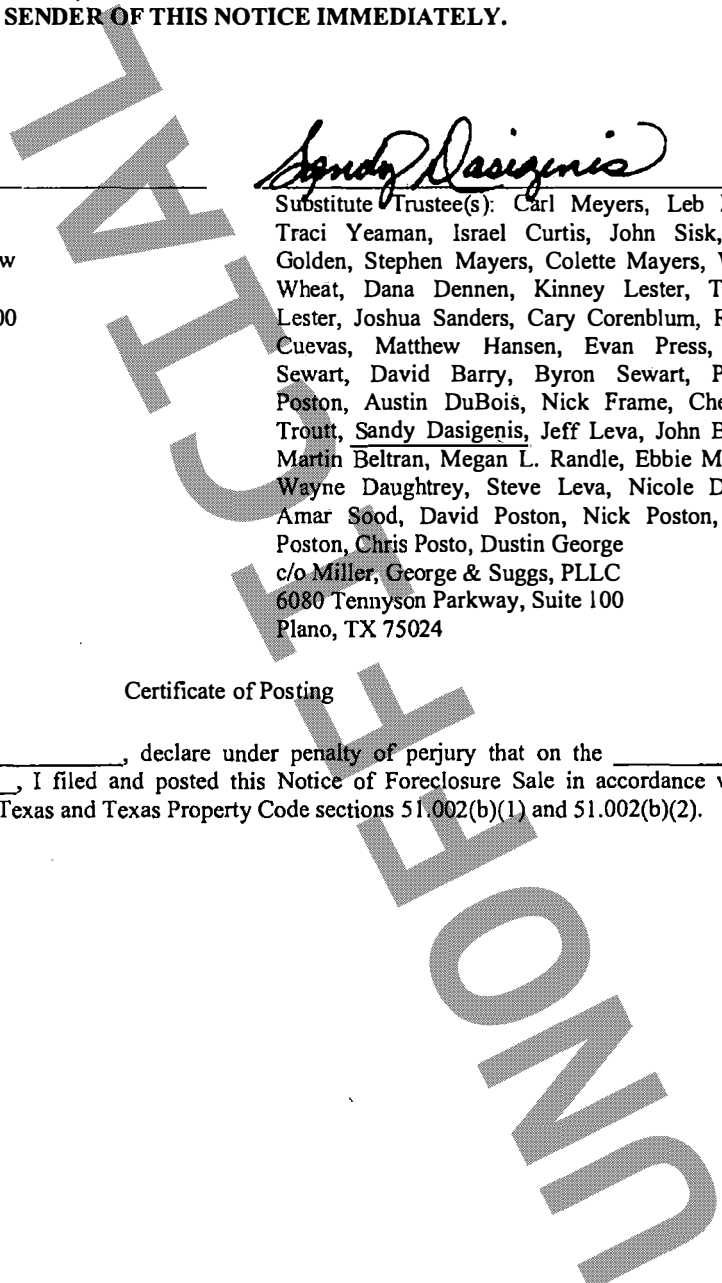 SENDER OF THIS NOTICE IMMEDIATELY.
Sandy Dasigenis
Substitute Trustee(s): Carl Meyers, Leb
Traci Yeaman, Israel Curtis, John Sisk,
Golden, Stephen Mayers, Colette Mayers,
Wheat, Dana Dennen, Kinney Lester, T
Lester, Joshua Sanders, Cary Corenblum, R
Cuevas, Matthew Hansen, Evan Press,
Sewart, David Barry, Byron Sewart, P
Poston, Austin DuBois, Nick Frame, Che
Troutt, Sandy Dasigenis, Jeff Leva, John B
Martin Beltran, Megan L. Randle, Ebbie M
Wayne Daughtrey, Steve Leva, Nicole D
Amar Sood, David Poston, Nick Poston,
Poston, Chris Posto, Dustin George
c/o Miller, George & Suggs, PLLC
6080 Tennyson Parkway, Suite 100
Plano, TX 75024
w
00
Certificate of Posting
, declare under penalty of perjury that on the
, I filed and posted this Notice of Foreclosure Sale in accordance
Texas and Texas Property Code sections 51.002(b)(1) and 51.002(b)(2).
UNOFFICIAL